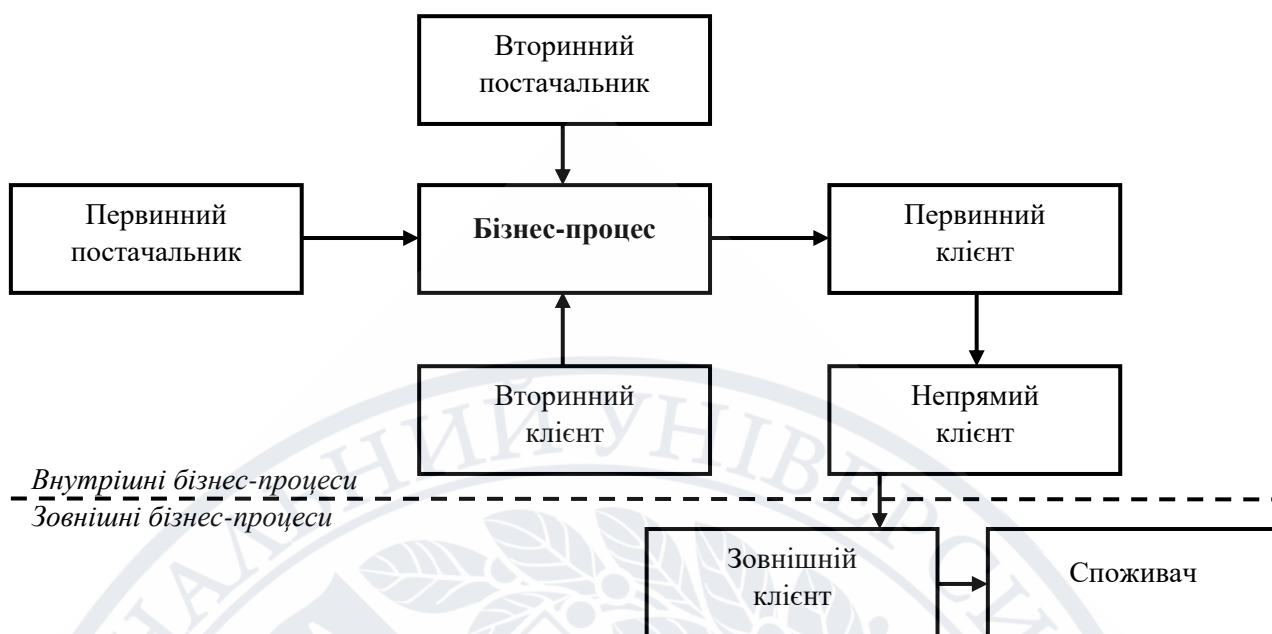 Вторинний
постачальник
Первинний
постачальник
Бізнес-процес
Первинний
клієнт
Вторинний
клієнт
Непрямий
клієнт
Внутрішні бізнес-процеси
Зовнішні бізнес-процеси
Зовнішній
клієнт
Споживач